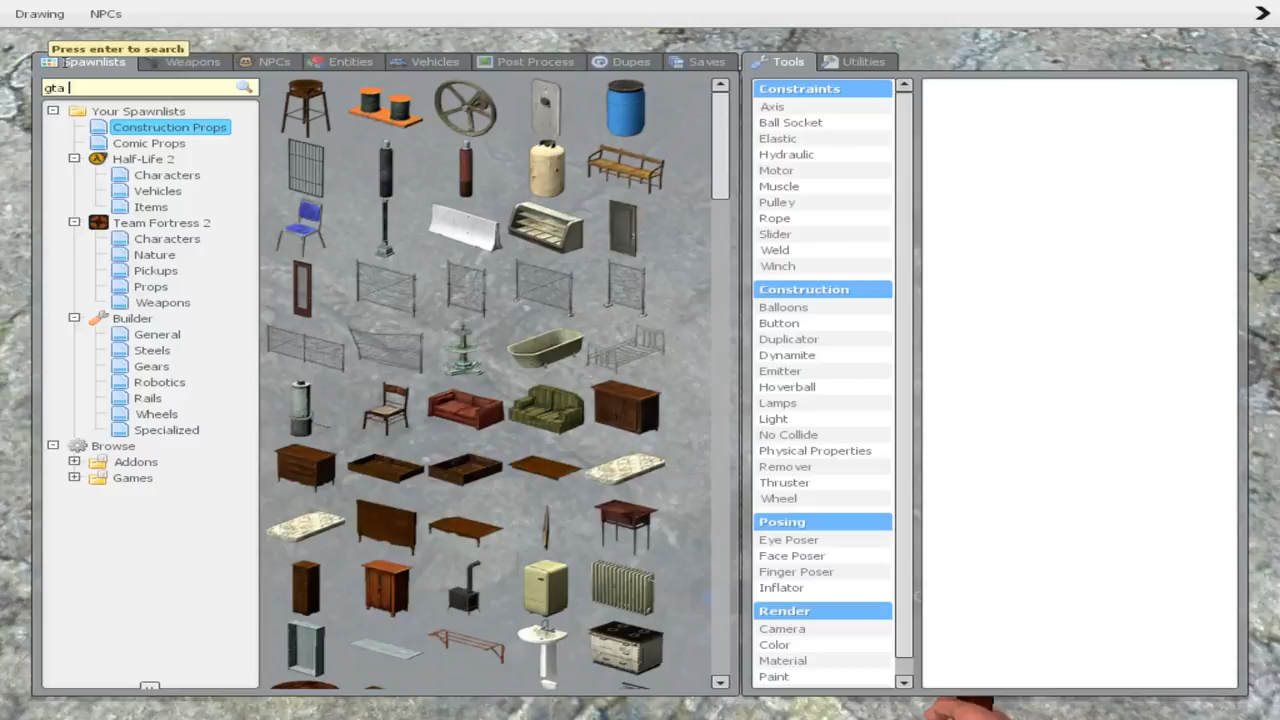 Drawing NPCs
Press enter to search
Spawnlists Weapons NPCs Entities Vehicles Post Process Dupes Saves Tools Utilities
gta
Your Spawnlists
Construction Props
Comic Props
Half-Life 2
Characters
Vehicles
Items
Team Fortress 2
Characters
Nature
Pickups
Props
Weapons
Builder
General
Steels
Gears
Robotics
Rails
Wheels
Specialized
Browse
Addons
Games
Constraints
Axis
Ball Socket
Elastic
Hydraulic
Motor
Muscle
Pulley
Rope
Slider
Weld
Winch
Construction
Balloons
Button
Duplicator
Dynamite
Emitter
Hoverball
Lamps
Light
No Collide
Physical Properties
Remover
Thruster
Wheel
Posing
Eye Poser
Face Poser
Finger Poser
Inflator
Render
Camera
Color
Material
Paint